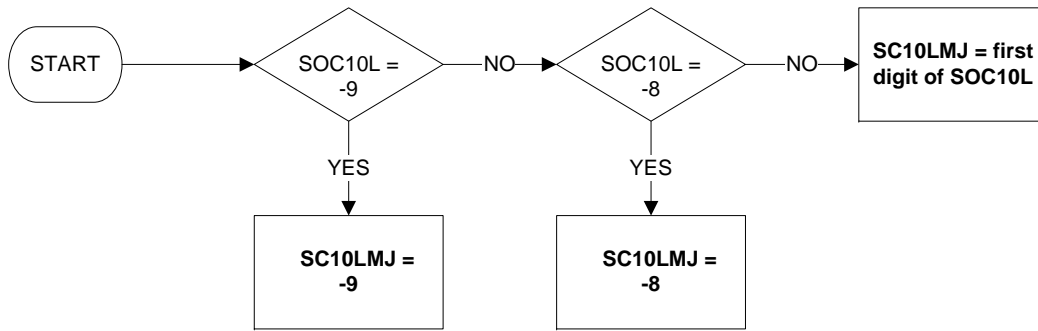 START
SOC10L =
-9
NO
SOC10L =
-8
NO
SC10LMJ = first
digit of SOC10L
YES
YES
SC10LMJ =
-9
SC10LMJ =
-8